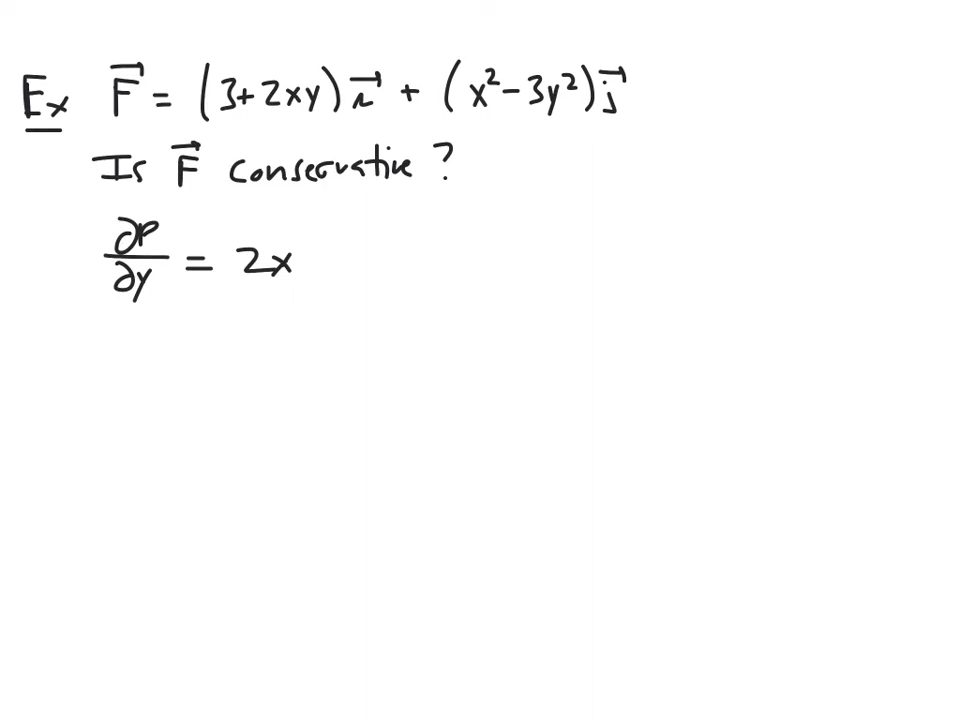 Ex F⃗ = (3+2xy)i⃗ + (x²-3y²)j⃗
Is F⃗ conservative?
∂P/∂y = 2x